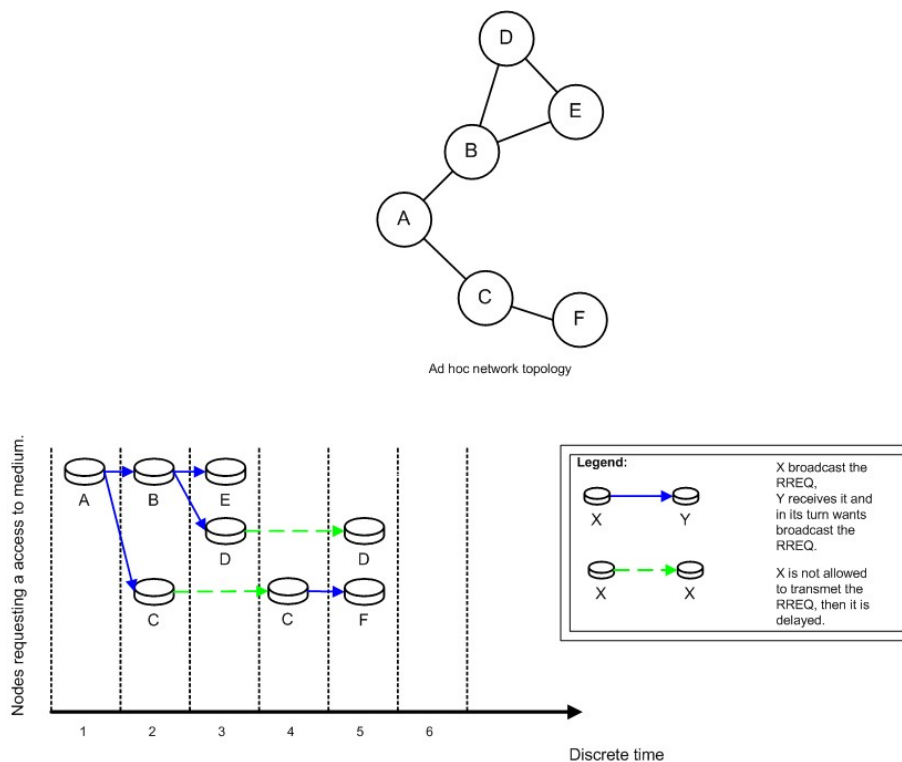 D
E
B
A
C
F
Ad hoc network topology
Nodes requesting a access to medium.
A
B
E
D
D
C
C
F
1
2
3
4
5
6
Discrete time
Legend:
X
Y
X broadcast the
RREQ,
Y receives it and
in its turn wants
broadcast the
RREQ.
X
X
X is not allowed
to transmet the
RREQ, then it is
delayed.